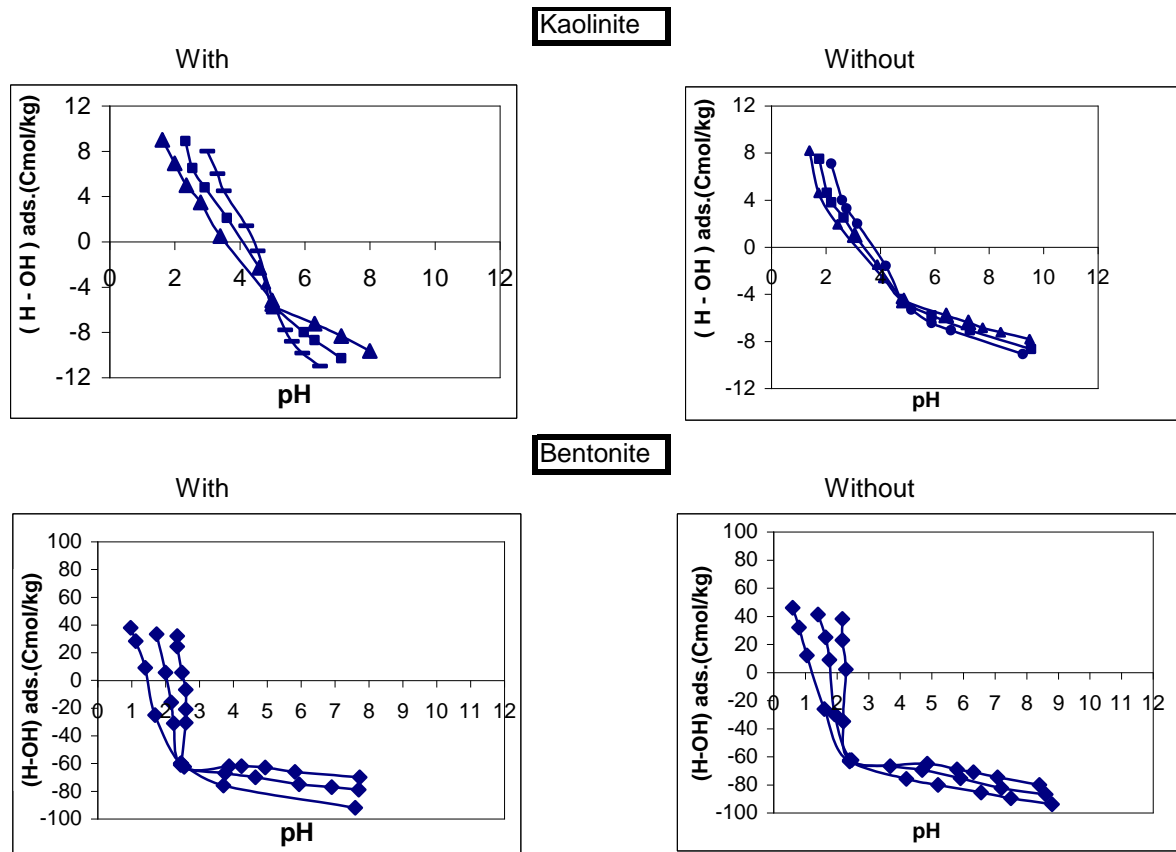 Kaolinite
With
Without
( H - OH ) ads.(Cmol/kg)
12
8
4
0
-4
-8
-12
0 2 4 6 8 10 12
pH
( H - OH ) ads.(Cmol/kg)
12
8
4
0
-4
-8
-12
0 2 4 6 8 10 12
pH
Bentonite
With
Without
(H-OH) ads.(Cmol/kg)
100
80
60
40
20
0
-20
-40
-60
-80
-100
0 1 2 3 4 5 6 7 8 9 10 11 12
pH
(H-OH) ads.(Cmol/kg)
100
80
60
40
20
0
-20
-40
-60
-80
-100
0 1 2 3 4 5 6 7 8 9 10 11 12
pH